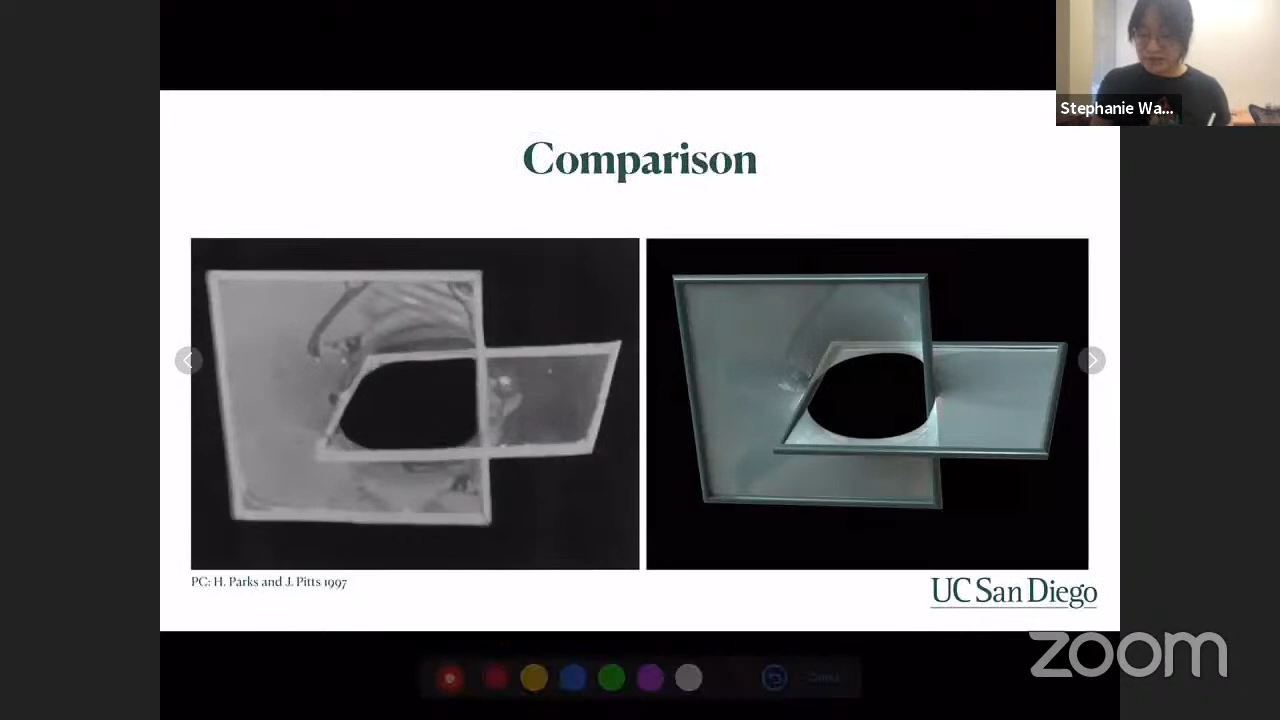 Stephanie Wa...
Comparison
PC: H. Parks and J. Pitts 1997
UC San Diego
zoom